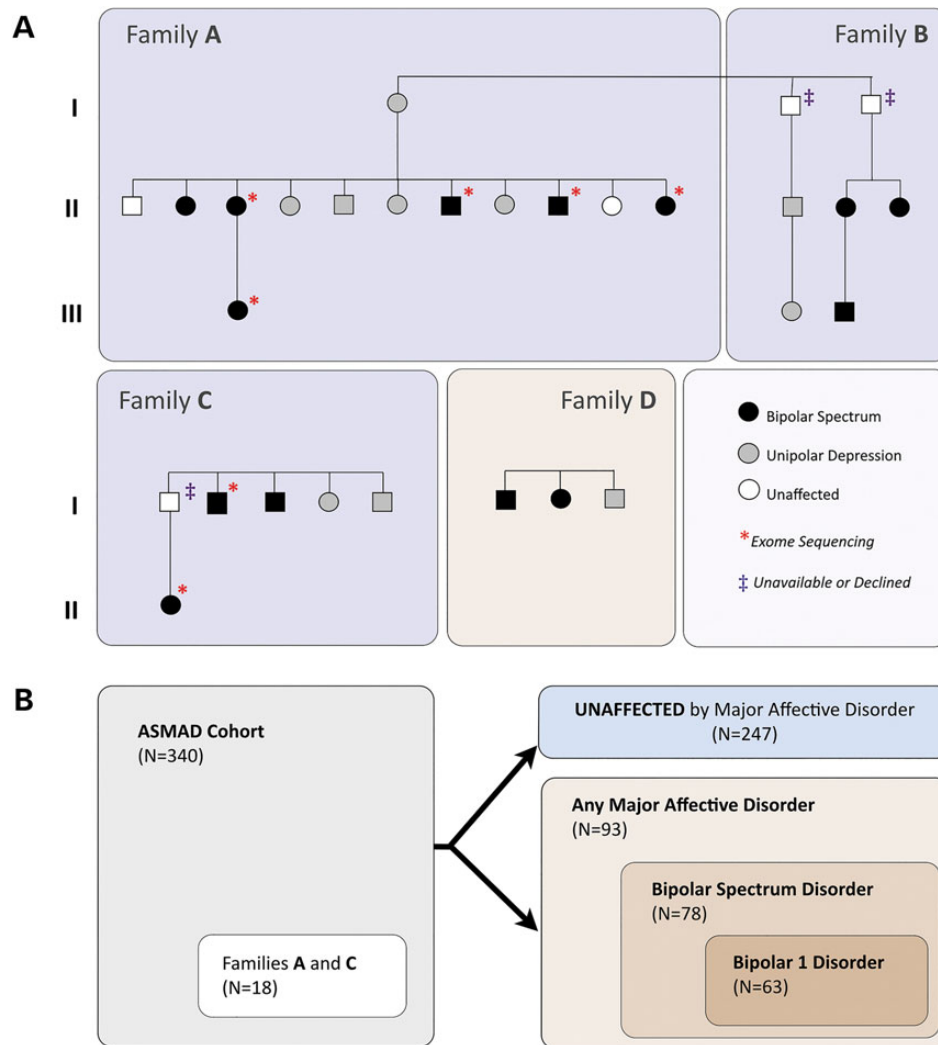 A
Family A
Family B
I
‡
‡
II
*
*
*
*
III
*
Family C
Family D
I
‡
*
II
*
Bipolar Spectrum
Unipolar Depression
Unaffected
*Exome Sequencing
‡ Unavailable or Declined
B
ASMAD Cohort
(N=340)
Families A and C
(N=18)
UNAFFECTED by Major Affective Disorder
(N=247)
Any Major Affective Disorder
(N=93)
Bipolar Spectrum Disorder
(N=78)
Bipolar 1 Disorder
(N=63)